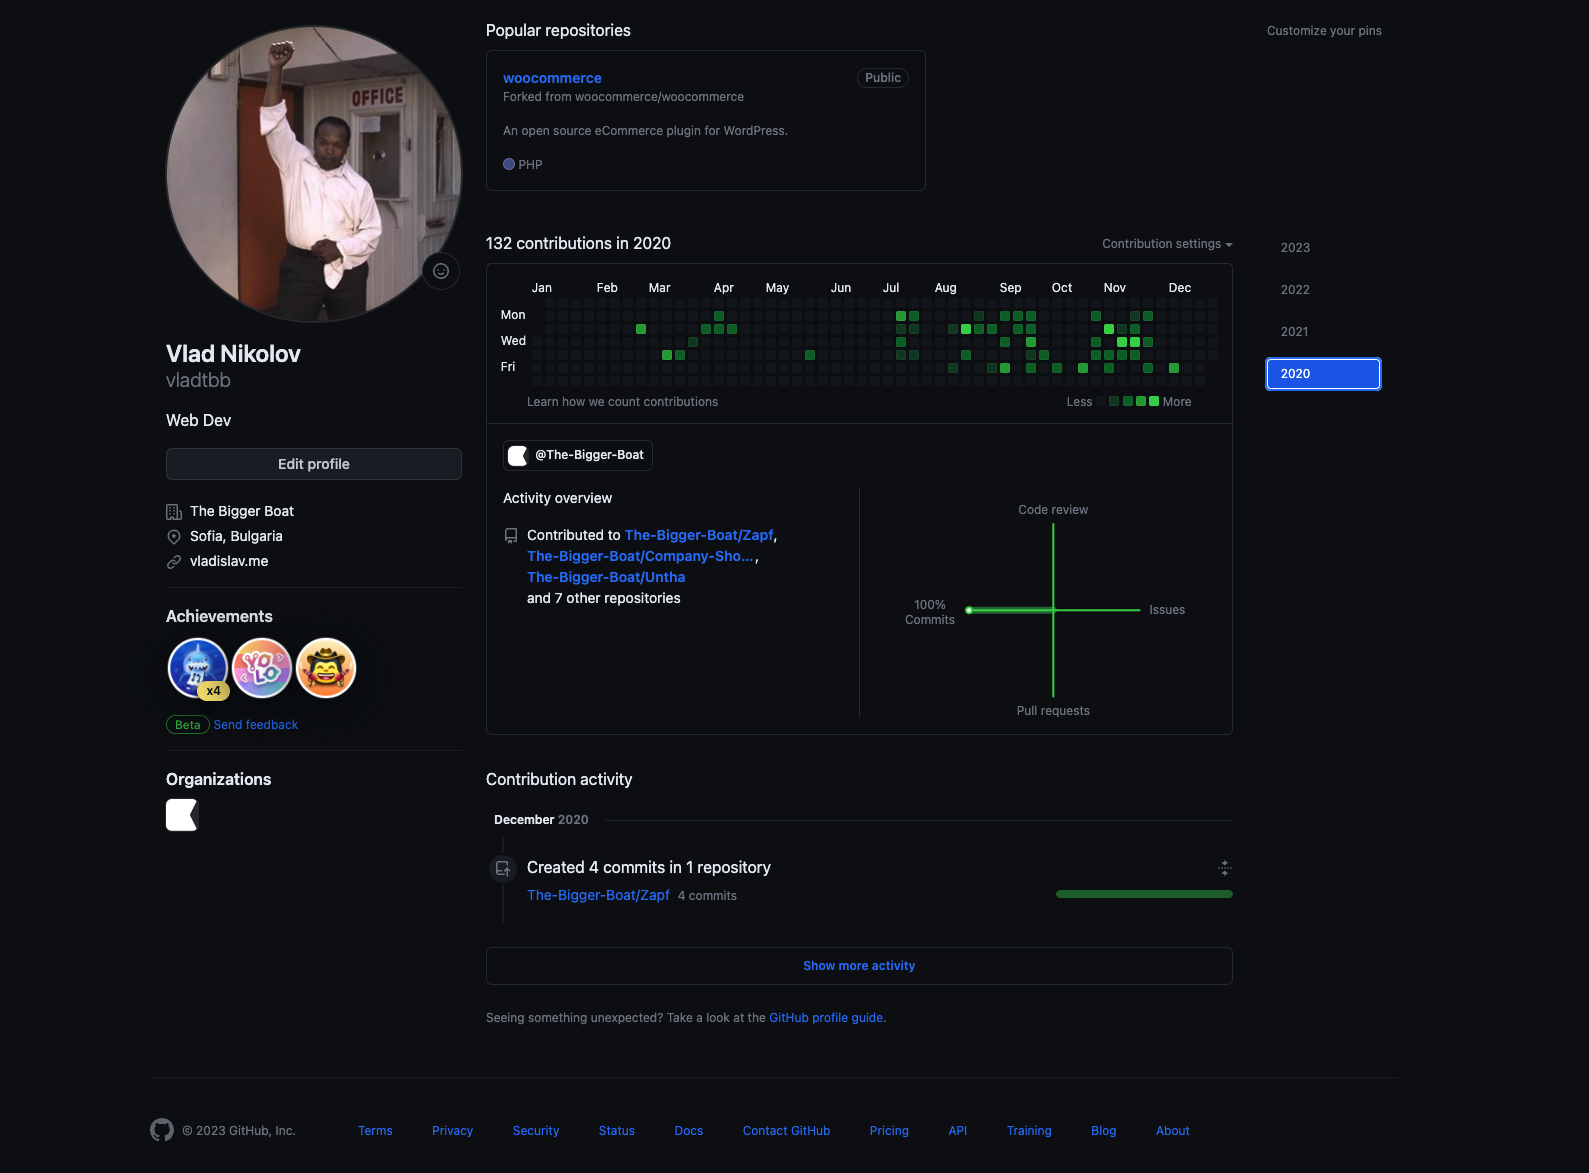 OFFICE
Vlad Nikolov
vladtbb
Web Dev
Edit profile
The Bigger Boat
Sofia, Bulgaria
vladislav.me
Achievements
x4
YOLO
Beta Send feedback
Organizations
Popular repositories
Customize your pins
woocommerce Public
Forked from woocommerce/woocommerce
An open source eCommerce plugin for WordPress.
PHP
132 contributions in 2020
Contribution settings
2023
2022
2021
2020
Jan Feb Mar Apr May Jun Jul Aug Sep Oct Nov Dec
Mon
Wed
Fri
Learn how we count contributions
Less More
@The-Bigger-Boat
Activity overview
Contributed to The-Bigger-Boat/Zapf,
The-Bigger-Boat/Company-Sho... ,
The-Bigger-Boat/Untha
and 7 other repositories
Code review
100%
Commits
Issues
Pull requests
Contribution activity
December 2020
Created 4 commits in 1 repository
The-Bigger-Boat/Zapf 4 commits
Show more activity
Seeing something unexpected? Take a look at the GitHub profile guide.
© 2023 GitHub, Inc. Terms Privacy Security Status Docs Contact GitHub Pricing API Training Blog About